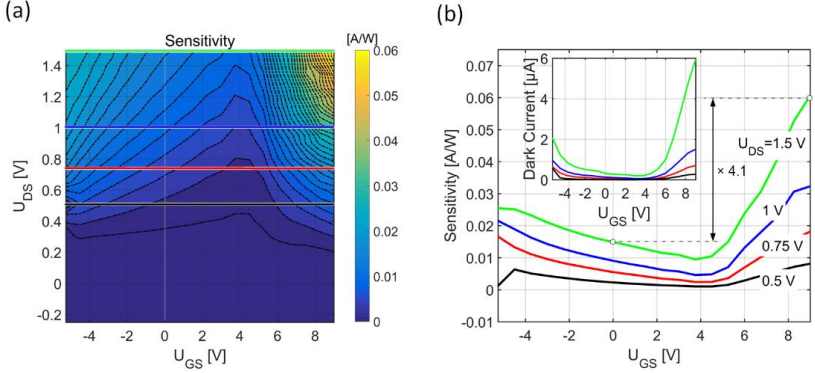 (a)
Sensitivity
[A/W]
1.4
1.2
1
0.8
0.6
0.4
0.2
0
-0.2
U_DS [V]
-4 -2 0 2 4 6 8
U_GS [V]
0.06
0.05
0.04
0.03
0.02
0.01
0
(b)
0.07
0.06
0.05
0.04
0.03
0.02
0.01
0
-0.01
Sensitivity [A/W]
-4 -2 0 2 4 6 8
U_GS [V]
6
4
2
0
Dark Current [µA]
-4 -2 0 2 4 6 8
U_GS [V]
U_DS=1.5 V
× 4.1
1 V
0.75 V
0.5 V